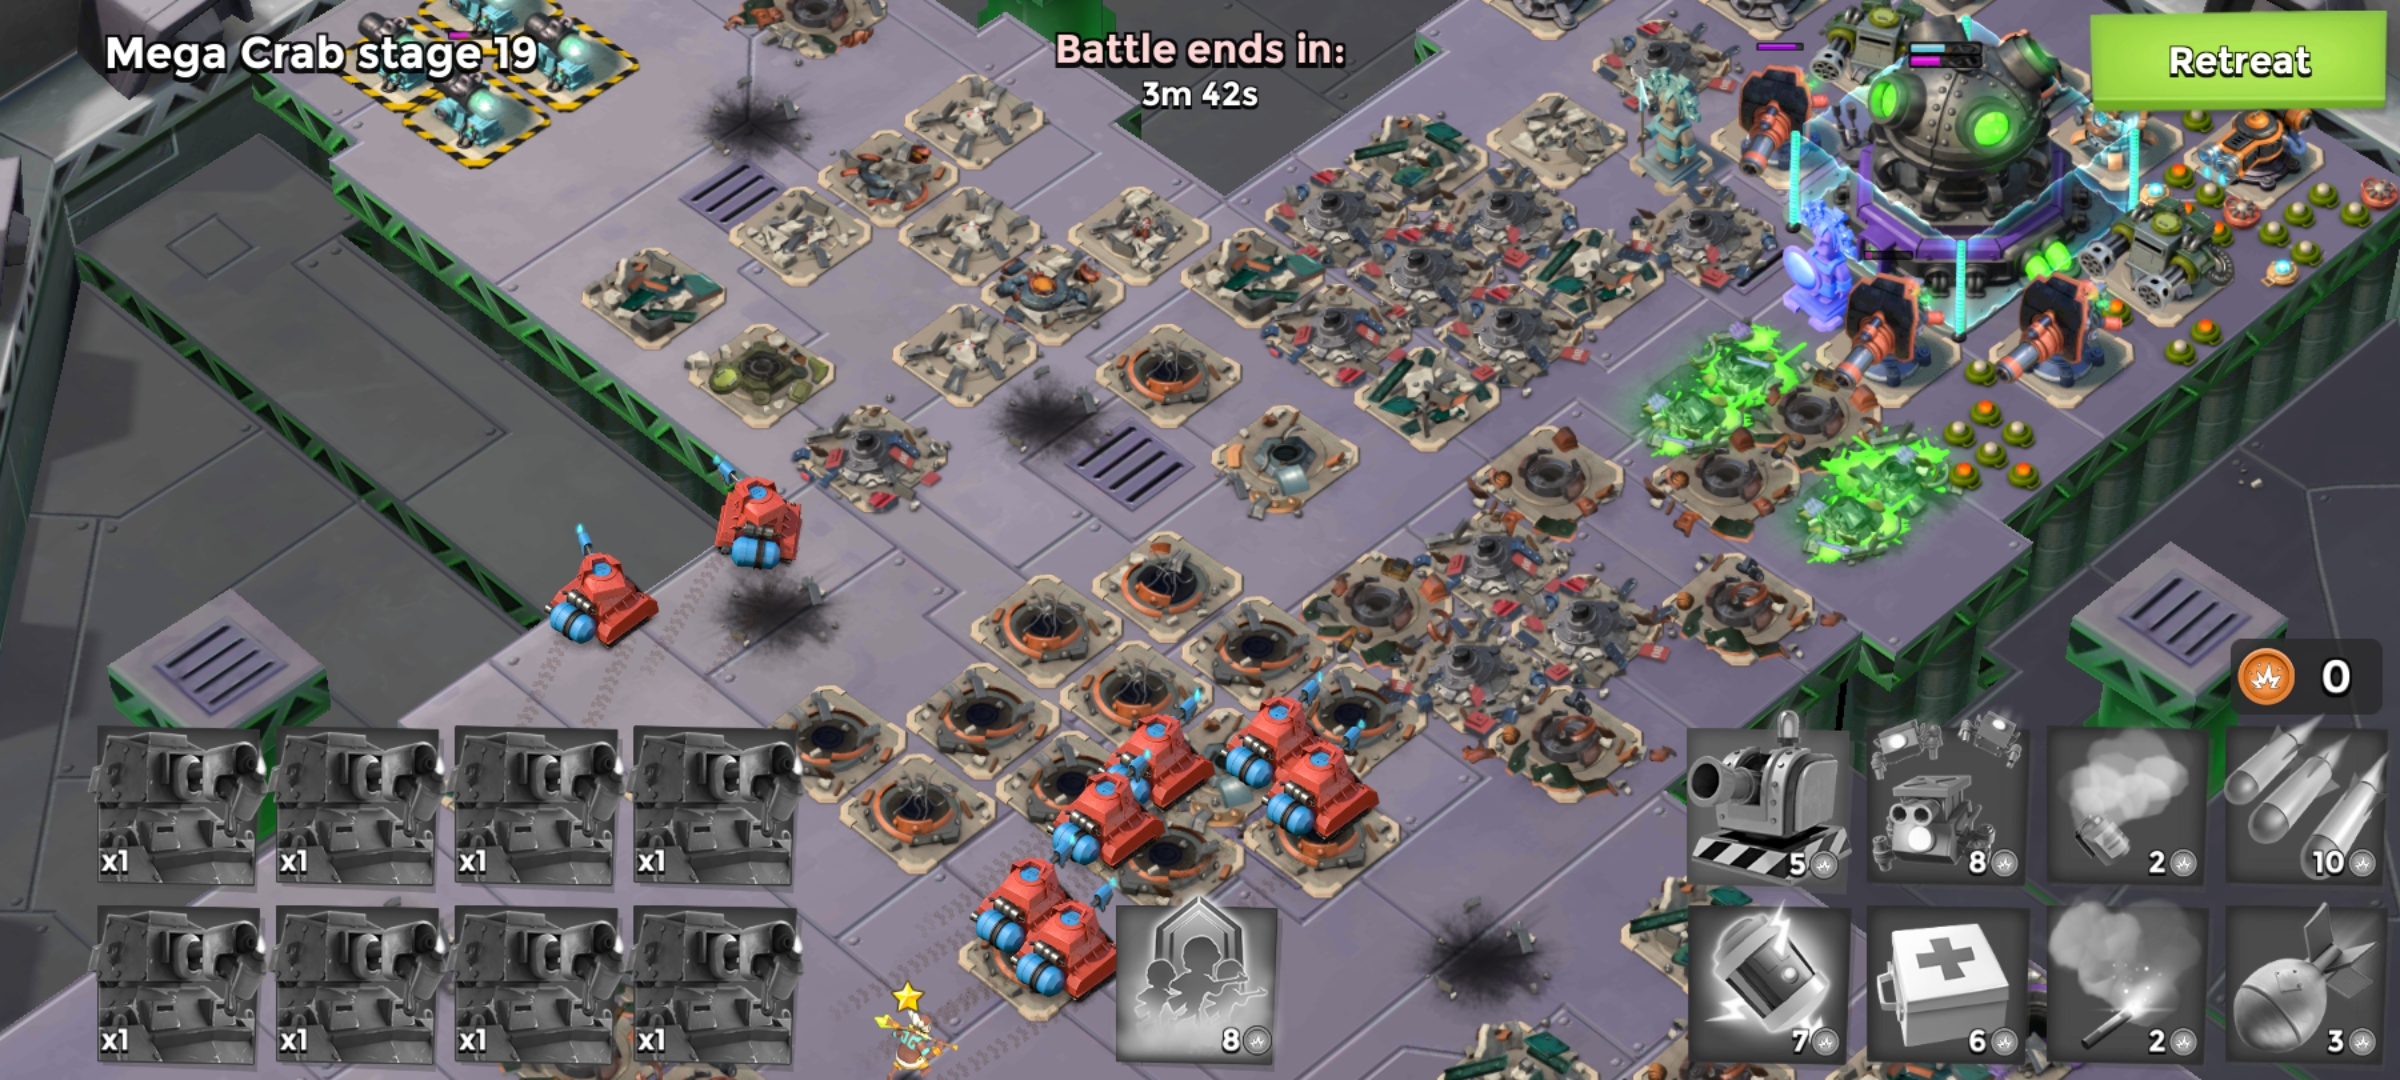 Mega Crab stage 19
Battle ends in:
3m 42s
Retreat
0
x1
x1
x1
x1
5
8
2
10
x1
x1
x1
x1
8
7
6
2
3